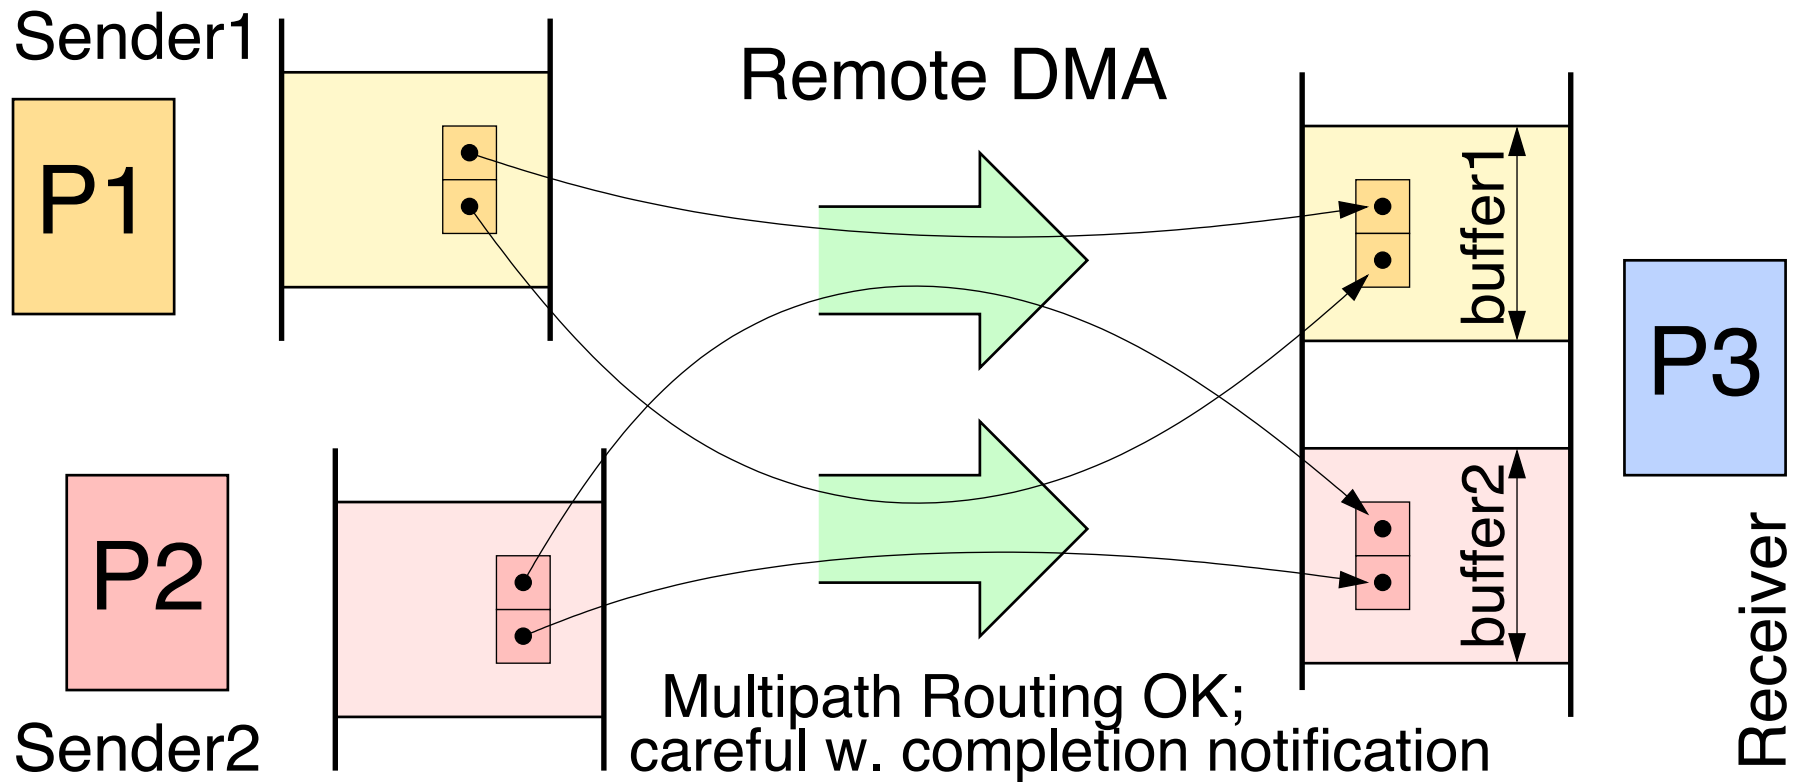 Sender1
Remote DMA
P1
buffer1
P3
P2
buffer2
Receiver
Multipath Routing OK;
careful w. completion notification
Sender2